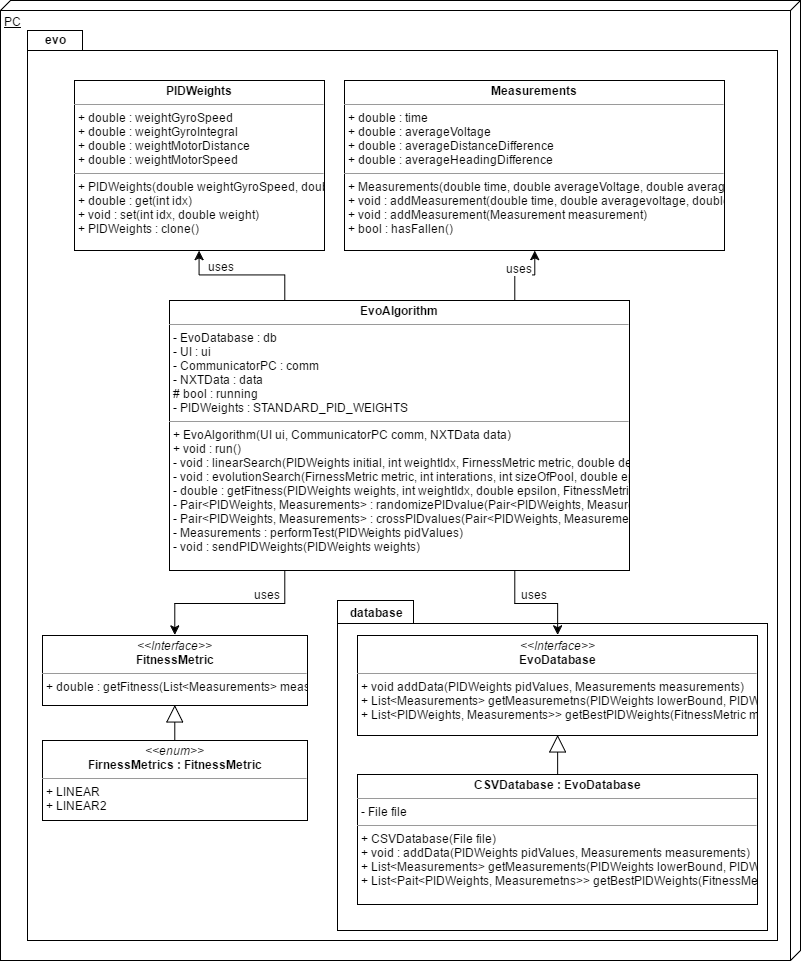 PC
evo
PIDWeights
+ double : weightGyroSpeed
+ double : weightGyroIntegral
+ double : weightMotorDistance
+ double : weightMotorSpeed
+ PIDWeights(double weightGyroSpeed, doul
+ double : get(int idx)
+ void : set(int idx, double weight)
+ PIDWeights : clone()
Measurements
+ double : time
+ double : averageVoltage
+ double : averageDistanceDifference
+ double : averageHeadingDifference
+ Measurements(double time, double averageVoltage, double averag
+ void : addMeasurement(double time, double averagevoltage, doubl
+ void : addMeasurement(Measurement measurement)
+ bool : hasFallen()
uses
uses
EvoAlgorithm
- EvoDatabase : db
- UI : ui
- CommunicatorPC : comm
- NXTData : data
# bool : running
- PIDWeights : STANDARD_PID_WEIGHTS
+ EvoAlgorithm(UI ui, CommunicatorPC comm, NXTData data)
+ void : run()
- void : linearSearch(PIDWeights initial, int weightIdx, FirnessMetric metric, double de
- void : evolutionSearch(FirnessMetric metric, int interations, int sizeOfPool, double ep
- double : getFitness(PIDWeights weights, int weightIdx, double epsilon, FitnessMetri
- Pair<PIDWeights, Measurements> : randomizePIDvalue(Pair<PIDWeights, Measur
- Pair<PIDWeights, Measurements> : crossPIDvalues(Pair<PIDWeights, Measureme
- Measurements : performTest(PIDWeights pidValues)
- void : sendPIDWeights(PIDWeights weights)
uses
uses
database
<<Interface>>
FitnessMetric
+ double : getFitness(List<Measurements> meas
<<enum>>
FirnessMetrics : FitnessMetric
+ LINEAR
+ LINEAR2
<<Interface>>
EvoDatabase
+ void addData(PIDWeights pidValues, Measurements measurements)
+ List<Measurements> getMeasuremetns(PIDWeights lowerBound, PIDW
+ List<PIDWeights, Measurements>> getBestPIDWeights(FitnessMetric m
CSVDatabase : EvoDatabase
- File file
+ CSVDatabase(File file)
+ void : addData(PIDWeights pidValues, Measurements measurements)
+ List<Measurements> getMeasurements(PIDWeights lowerBound, PIDW
+ List<Pait<PIDWeights, Measuremetns>> getBestPIDWeights(FitnessMe